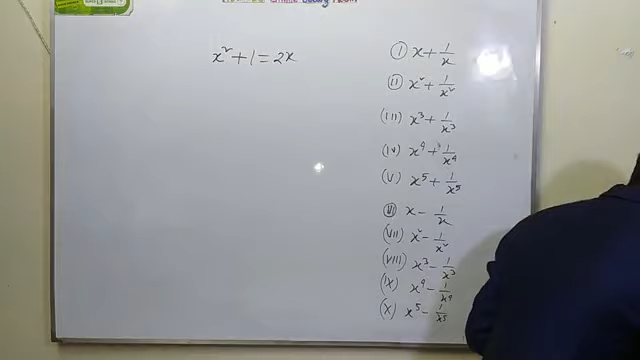 x² + 1 = 2x
(i) x + 1/x
(ii) x² + 1/x²
(iii) x³ + 1/x³
(iv) x⁴ + 1/x⁴
(v) x⁵ + 1/x⁵
(vi) x − 1/x
(vii) x² − 1/x²
(viii) x³ − 1/x³
(ix) x⁴ − 1/x⁴
(x) x⁵ − 1/x⁵